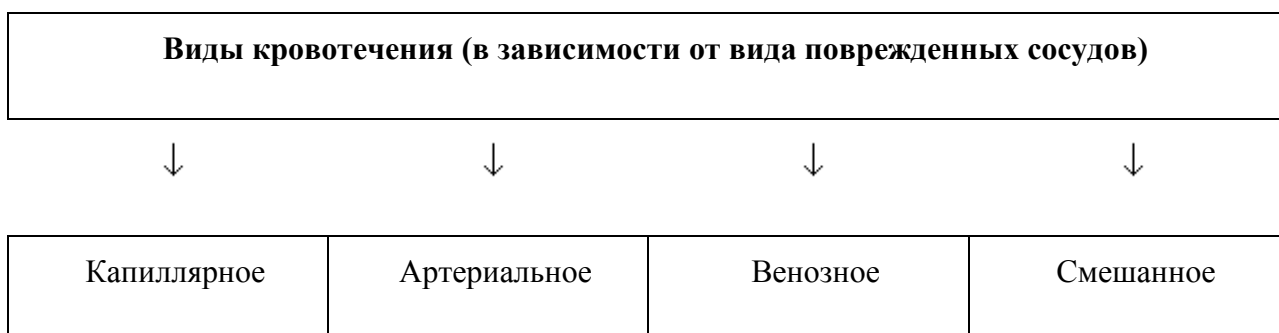 Виды кровотечения (в зависимости от вида поврежденных сосудов)
↓ ↓ ↓ ↓
Капиллярное Артериальное Венозное Смешанное